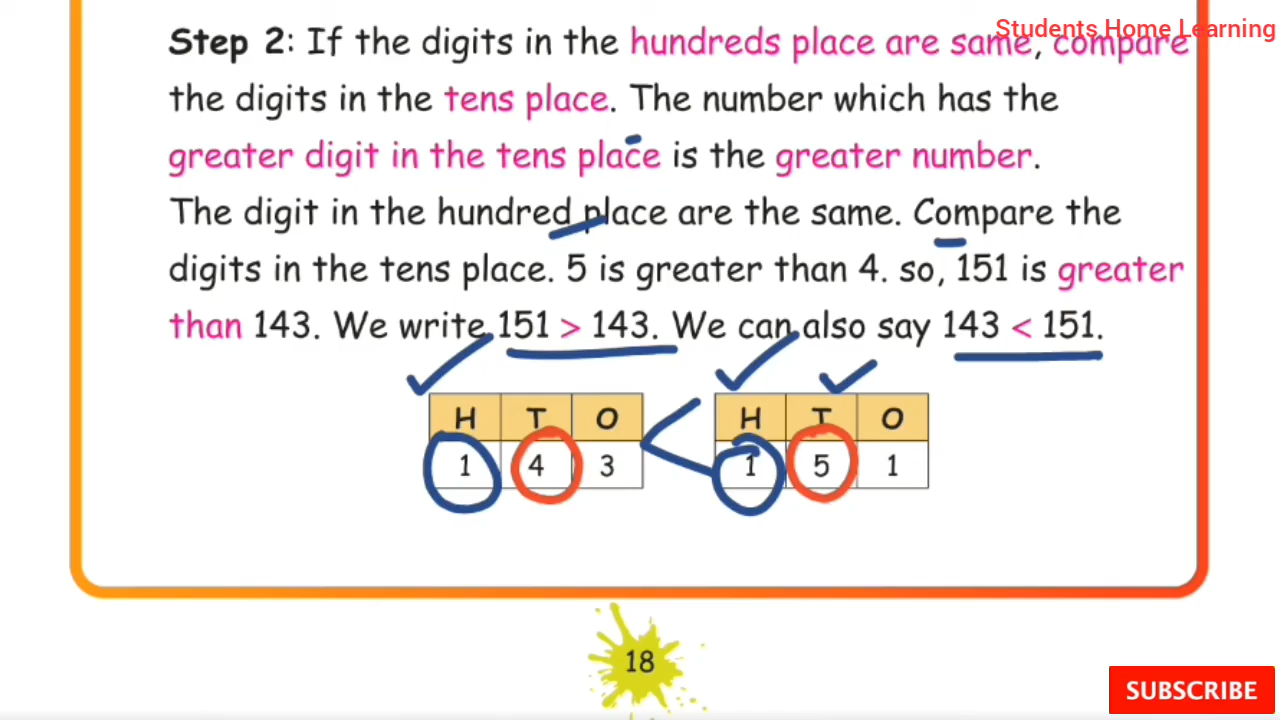 Students Home Learning
Step 2: If the digits in the hundreds place are same, compare
the digits in the tens place. The number which has the
greater digit in the tens place is the greater number.
The digit in the hundred place are the same. Compare the
digits in the tens place. 5 is greater than 4. so, 151 is greater
than 143. We write 151 > 143. We can also say 143 < 151.
H T O < H T O
1 4 3 1 5 1
18
SUBSCRIBE